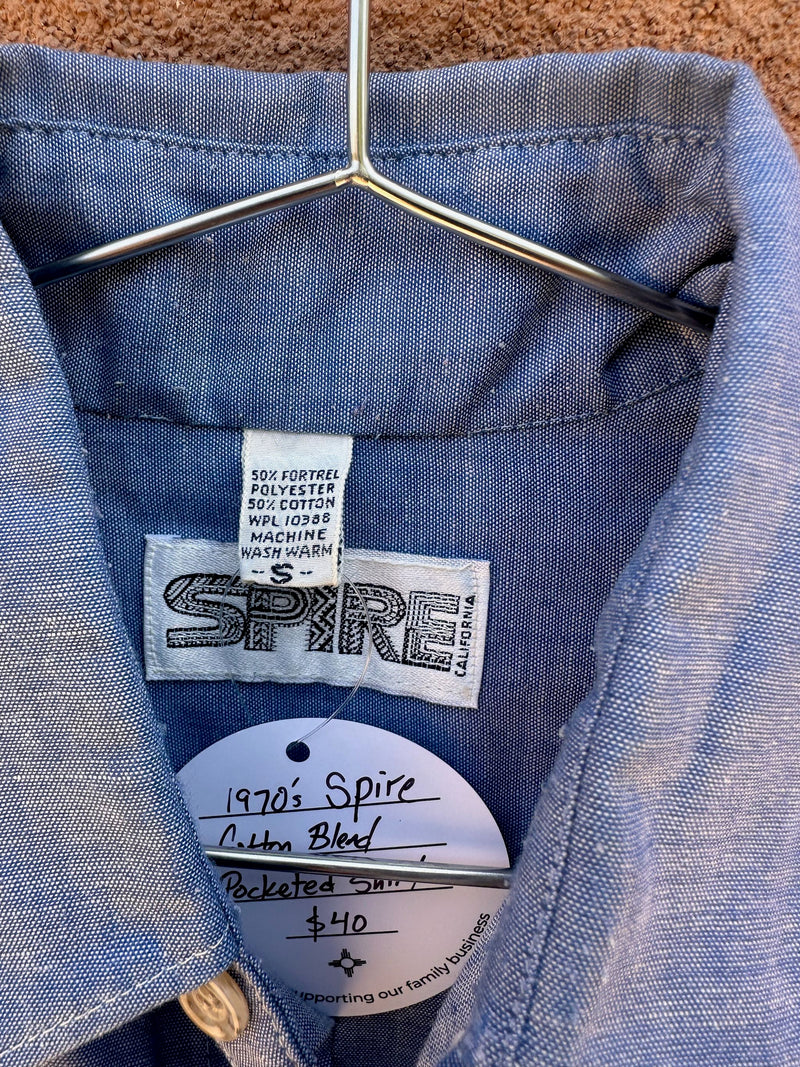 50% FORTREL
POLYESTER
50% COTTON
WPL 10388
MACHINE
WASH WARM
-- S --
SPIRE
CALIFORNIA
1970's Spire
Cotton Blend
Pocketed Shirt
$40
supporting our family business